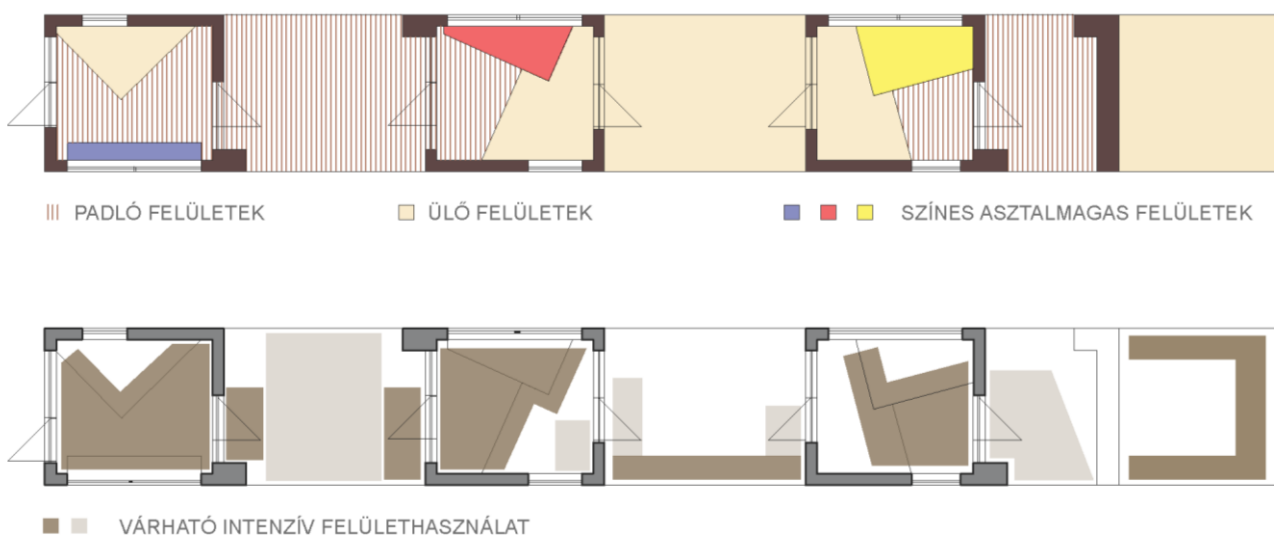 PADLÓ FELÜLETEK
ÜLŐ FELÜLETEK
SZÍNES ASZTALMAGAS FELÜLETEK
VÁRHATÓ INTENZÍV FELÜLETHASZNÁLAT